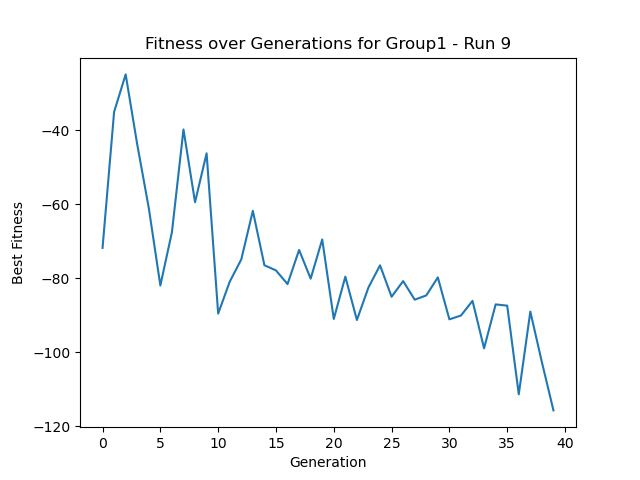 Fitness over Generations for Group1 - Run 9
Best Fitness
−40
−60
−80
−100
−120
0 5 10 15 20 25 30 35 40
Generation